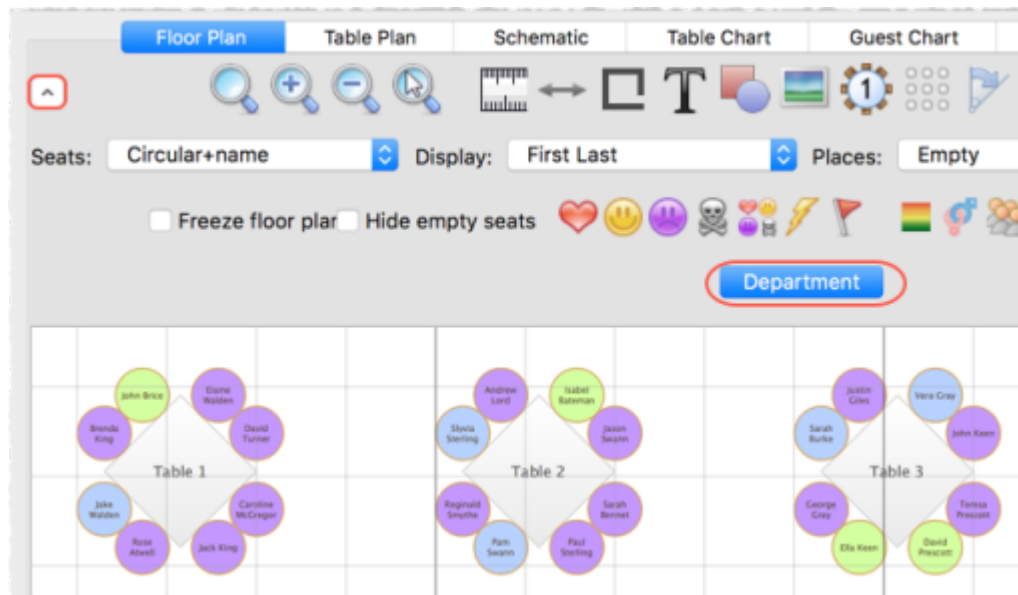 Floor Plan Table Plan Schematic Table Chart Guest Chart
1
Seats: Circular+name Display: First Last Places: Empty
Freeze floor plar Hide empty seats
Department
John Brice
Elaine
Walden
Brenda
King
David
Turner
Table 1
Jake
Walden
Caroline
McGregor
Rose
Atwell
Jack King
Andrew
Lord
Isabel
Bateman
Slyvia
Sterling
Jason
Swann
Table 2
Reginald
Smythe
Sarah
Bennet
Pam
Swann
Paul
Sterling
Justin
Giles
Vera Gray
Sarah
Burke
John Keen
Table 3
George
Gray
Teresa
Prescott
Ella Keen
David
Prescott